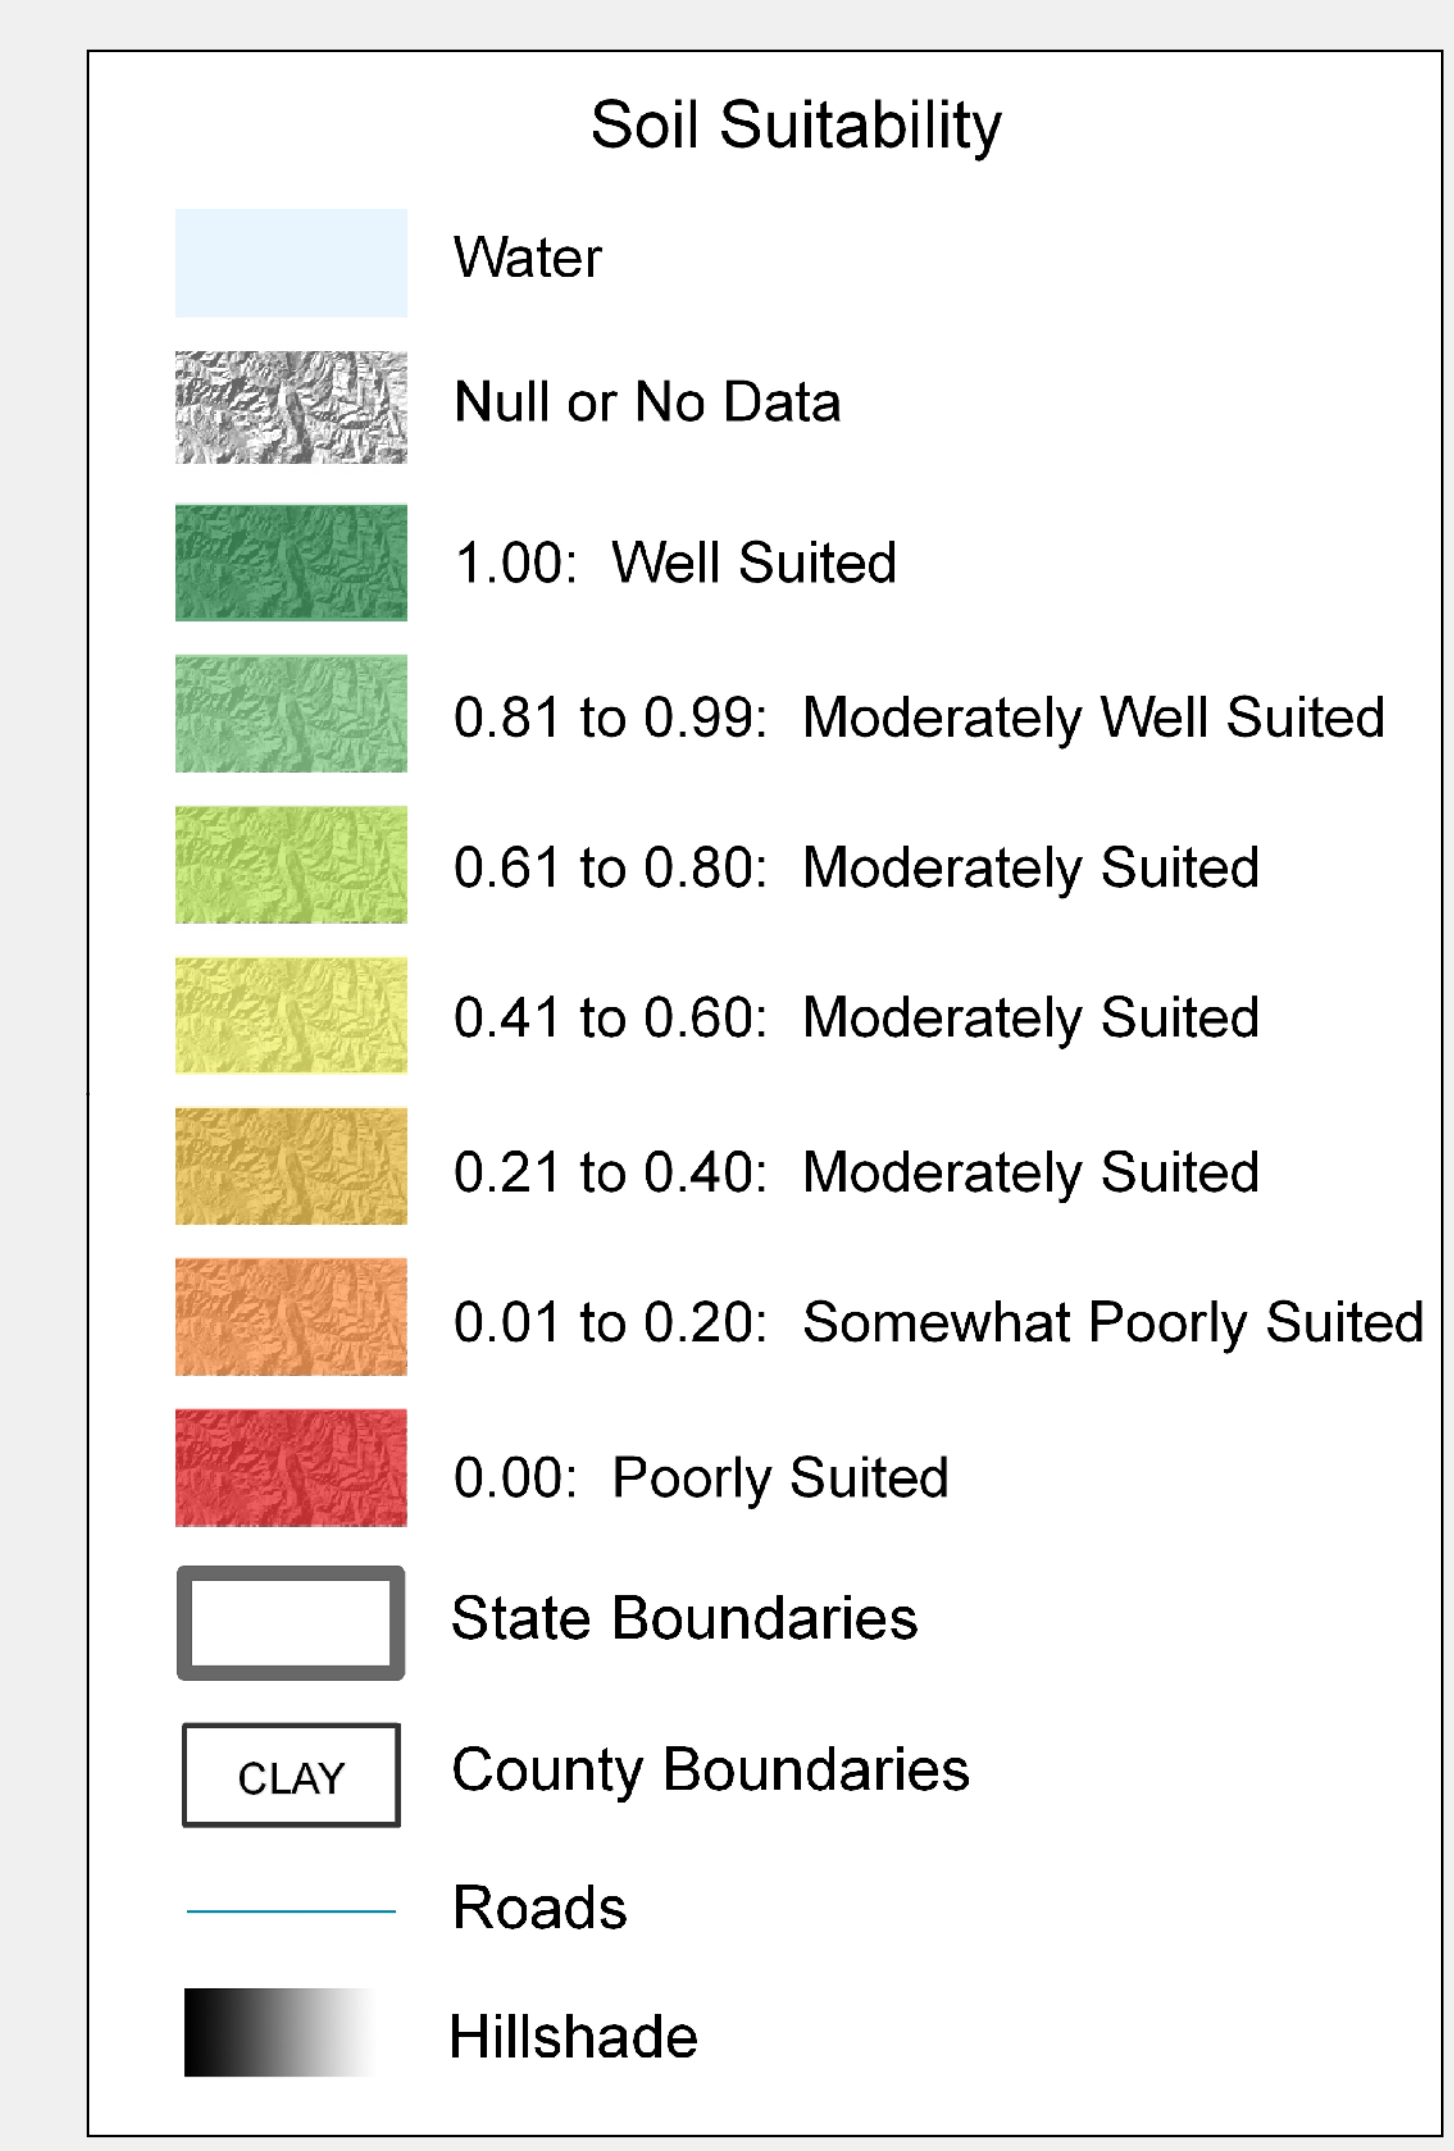 Soil Suitability
Water
Null or No Data
1.00:  Well Suited
0.81 to 0.99:  Moderately Well Suited
0.61 to 0.80:  Moderately Suited
0.41 to 0.60:  Moderately Suited
0.21 to 0.40:  Moderately Suited
0.01 to 0.20:  Somewhat Poorly Suited
0.00:  Poorly Suited
State Boundaries
CLAY County Boundaries
Roads
Hillshade